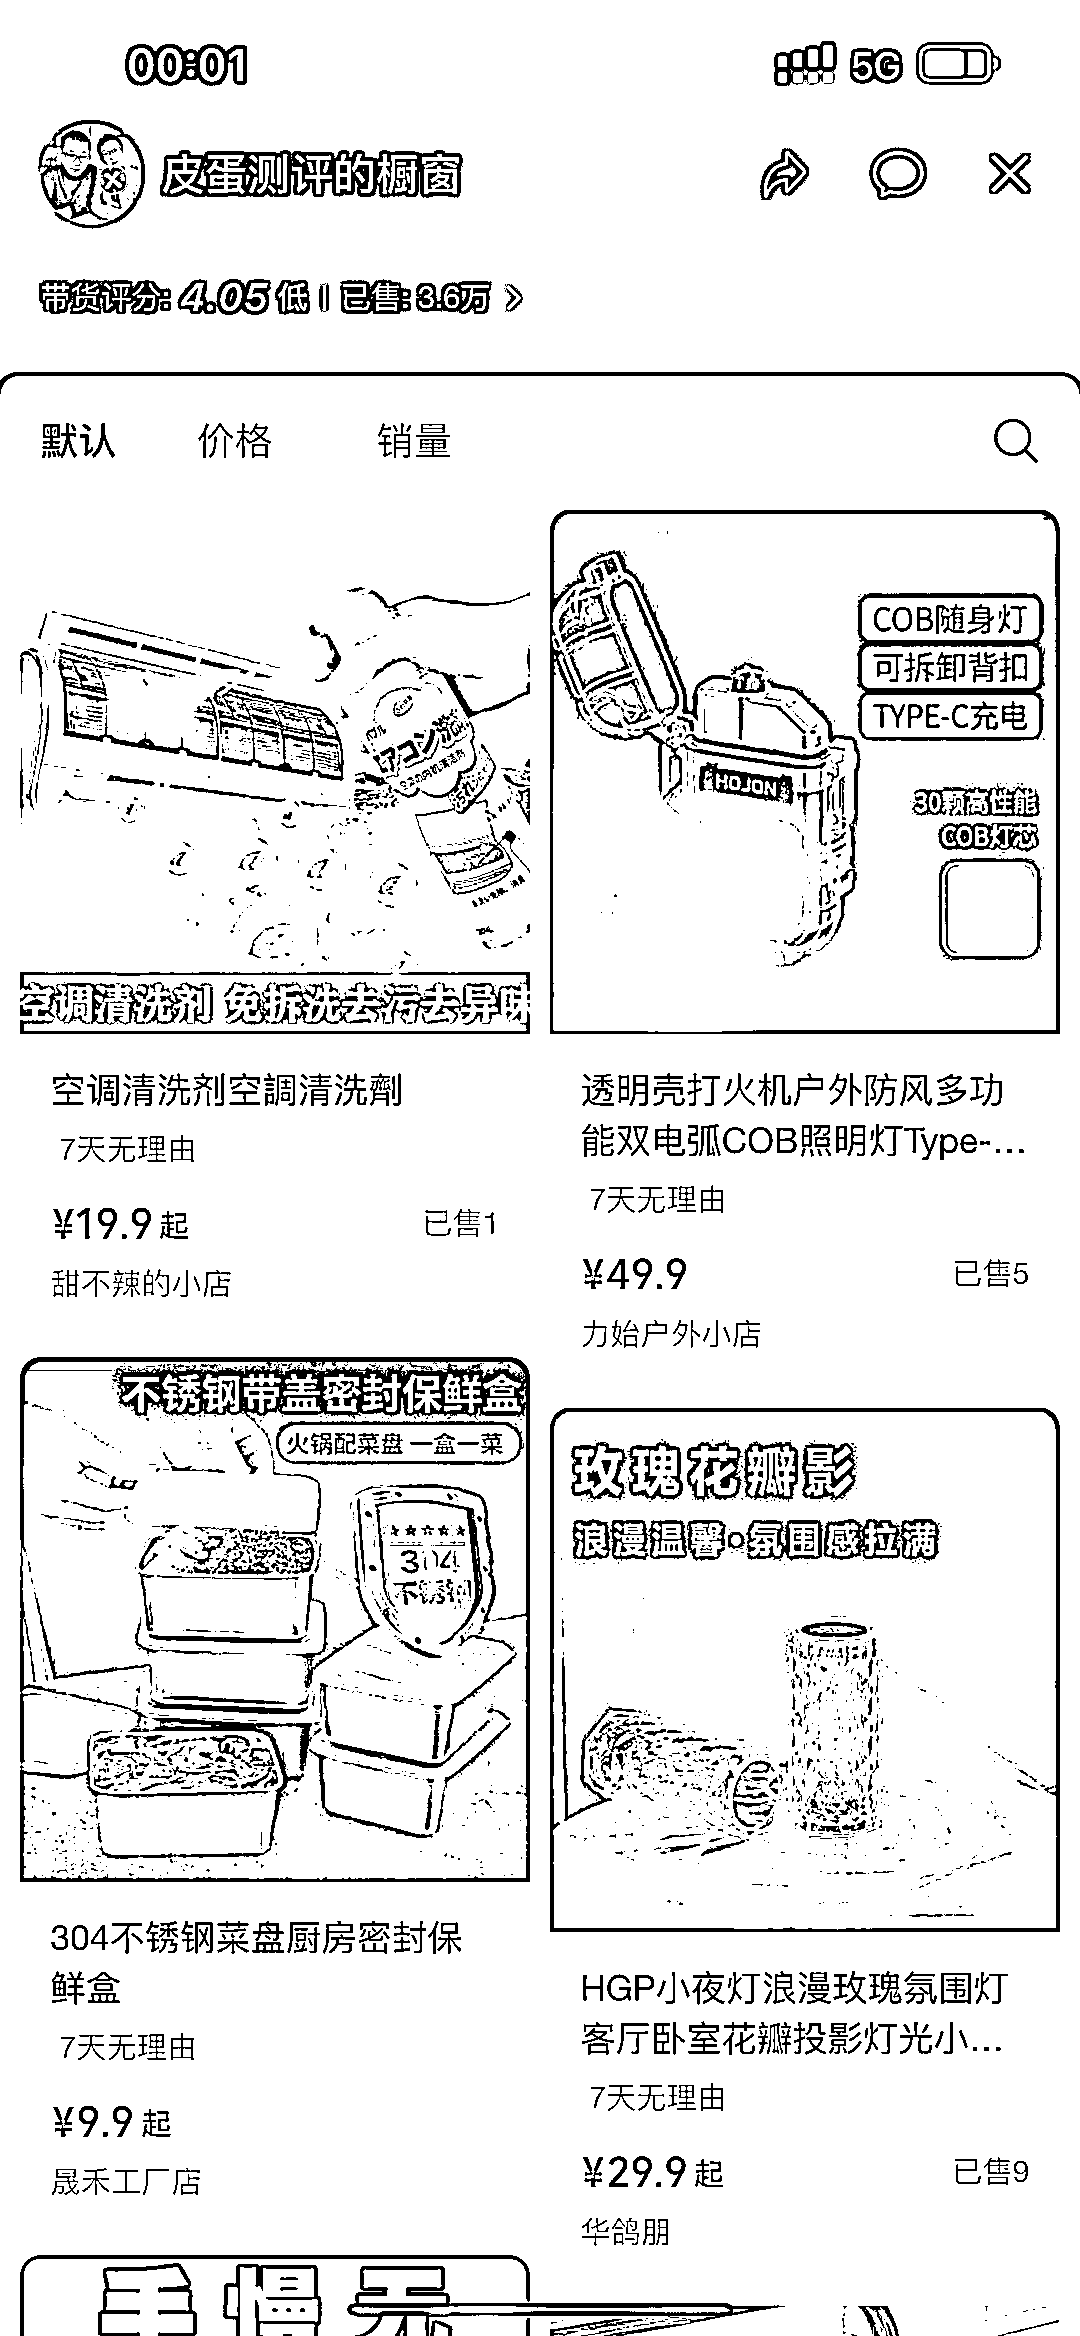 00:01
5G
皮蛋测评的橱窗
带货评分: 4.05 低 | 已售: 3.6万
默认 价格 销量
空调清洗剂 免拆洗去污去异味
空调清洗剂空調清洗劑
7天无理由
¥19.9起 已售1
甜不辣的小店
COB随身灯
可拆卸背扣
TYPE-C充电
HOJON
30颗高性能
COB灯芯
透明壳打火机户外防风多功
能双电弧COB照明灯Type-...
7天无理由
¥49.9 已售5
力始户外小店
不锈钢带盖密封保鲜盒
火锅配菜盘 一盒一菜
304
不锈钢
304不锈钢菜盘厨房密封保
鲜盒
7天无理由
¥9.9起
晟禾工厂店
玫瑰花瓣影
浪漫温馨○氛围感拉满
HGP小夜灯浪漫玫瑰氛围灯
客厅卧室花瓣投影灯光小...
7天无理由
¥29.9起 已售9
华鸽朋